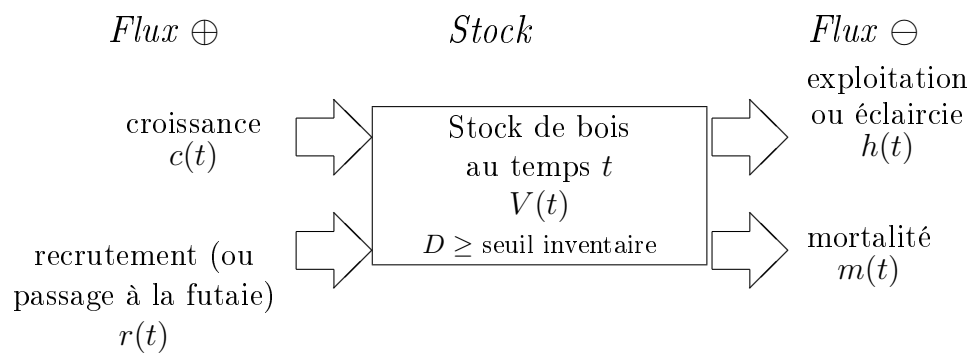 Flux ⊕
Stock
Flux ⊖
croissance
c(t)
recrutement (ou
passage à la futaie)
r(t)
Stock de bois
au temps t
V(t)
D ≥ seuil inventaire
exploitation
ou éclaircie
h(t)
mortalité
m(t)